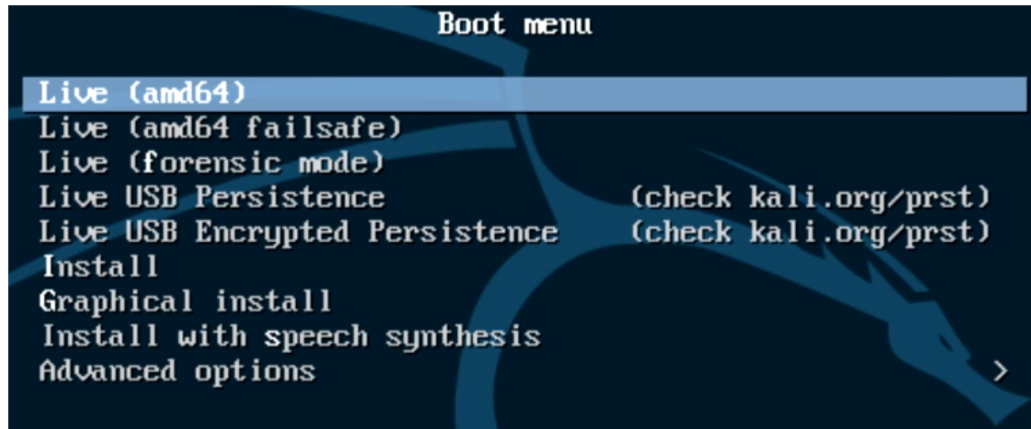 Boot menu
Live (amd64)
Live (amd64 failsafe)
Live (forensic mode)
Live USB Persistence (check kali.org/prst)
Live USB Encrypted Persistence (check kali.org/prst)
Install
Graphical install
Install with speech synthesis
Advanced options >